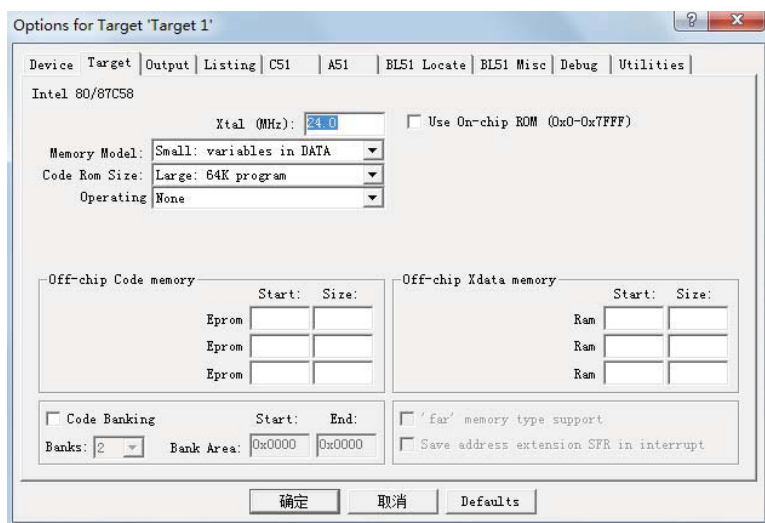 Options for Target 'Target 1'
Device Target Output Listing C51 A51 BL51 Locate BL51 Misc Debug Utilities
Intel 80/87C58
Xtal (MHz): 24.0 Use On-chip ROM (0x0-0x7FFF)
Memory Model: Small: variables in DATA
Code Rom Size: Large: 64K program
Operating None
Off-chip Code memory Off-chip Xdata memory
Start: Size: Start: Size:
Eprom Ram
Eprom Ram
Eprom Ram
Code Banking Start: End: 'far' memory type support
Banks: 2 Bank Area: 0x0000 0x0000 Save address extension SFR in interrupt
确定 取消 Defaults